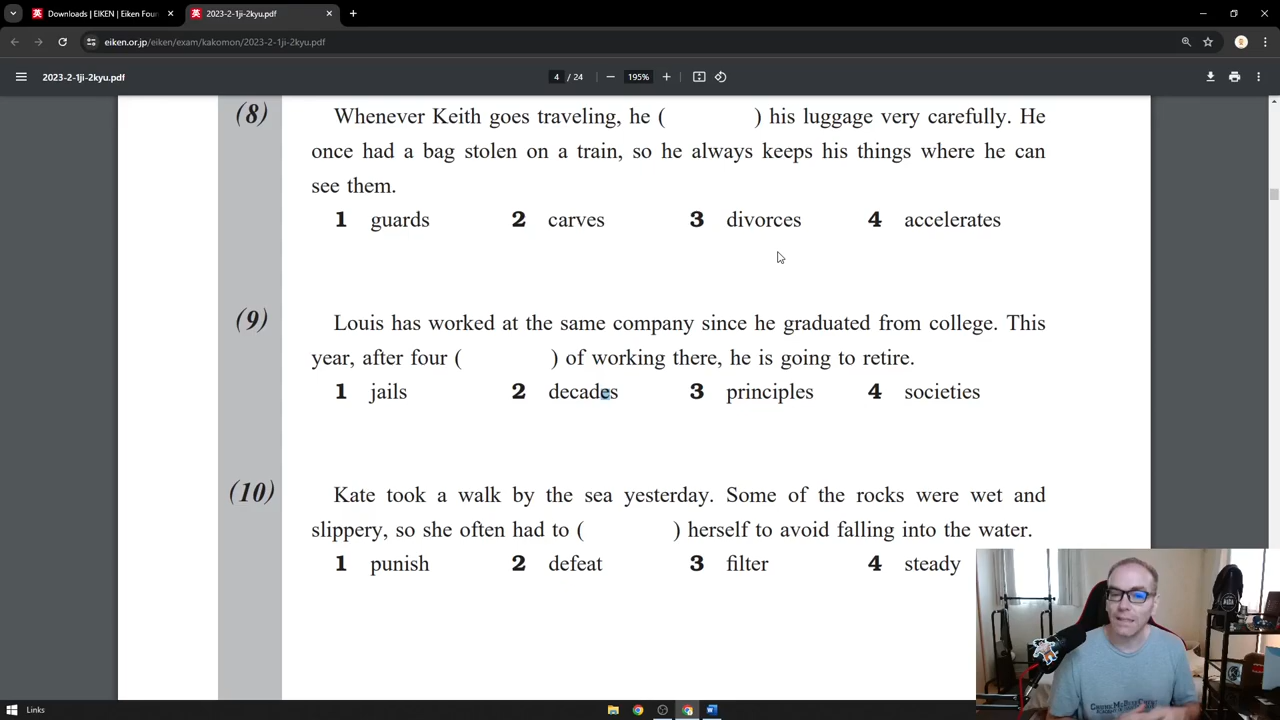 Downloads | EIKEN | Eiken Foun
2023-2-1ji-2kyu.pdf
eiken.or.jp/eiken/exam/kakomon/2023-2-1ji-2kyu.pdf
2023-2-1ji-2kyu.pdf
4 / 24
195%
(8) Whenever Keith goes traveling, he ( ) his luggage very carefully. He
once had a bag stolen on a train, so he always keeps his things where he can
see them.
1 guards 2 carves 3 divorces 4 accelerates
(9) Louis has worked at the same company since he graduated from college. This
year, after four ( ) of working there, he is going to retire.
1 jails 2 decades 3 principles 4 societies
(10) Kate took a walk by the sea yesterday. Some of the rocks were wet and
slippery, so she often had to ( ) herself to avoid falling into the water.
1 punish 2 defeat 3 filter 4 steady
Links